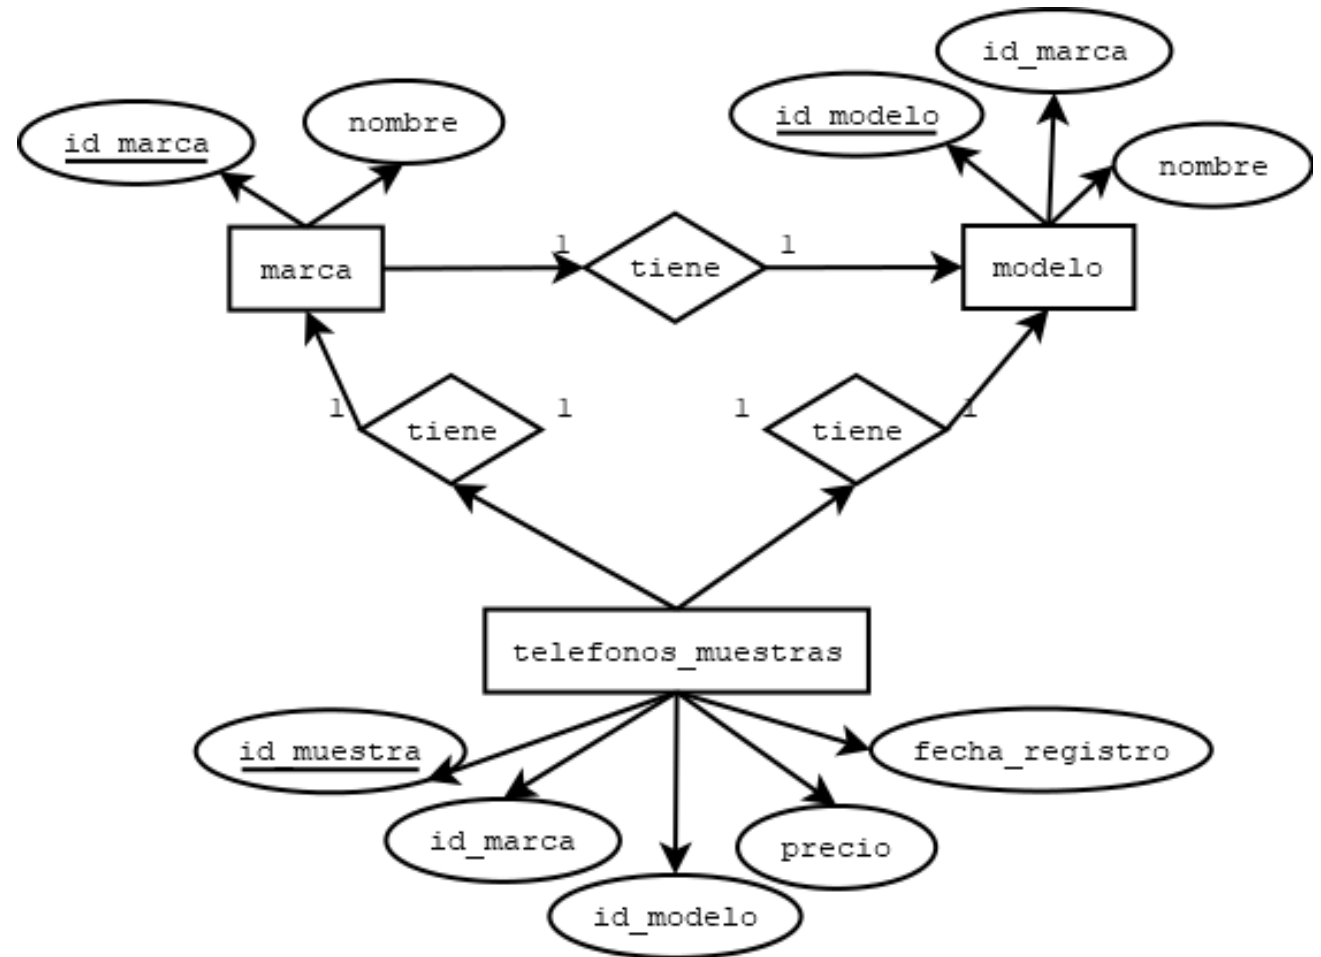 id_marca
id_marca
nombre
id_modelo
nombre
marca
1
tiene
1
modelo
1
tiene
1
1
tiene
1
telefonos_muestras
id_muestra
fecha_registro
id_marca
precio
id_modelo